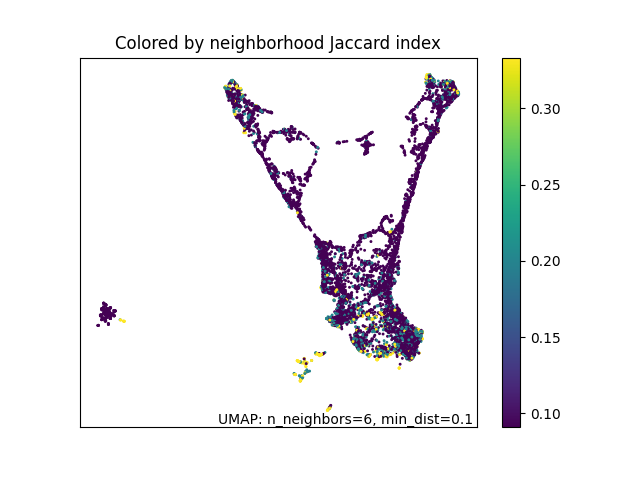 Colored by neighborhood Jaccard index
0.30
0.25
0.20
0.15
0.10
UMAP: n_neighbors=6, min_dist=0.1